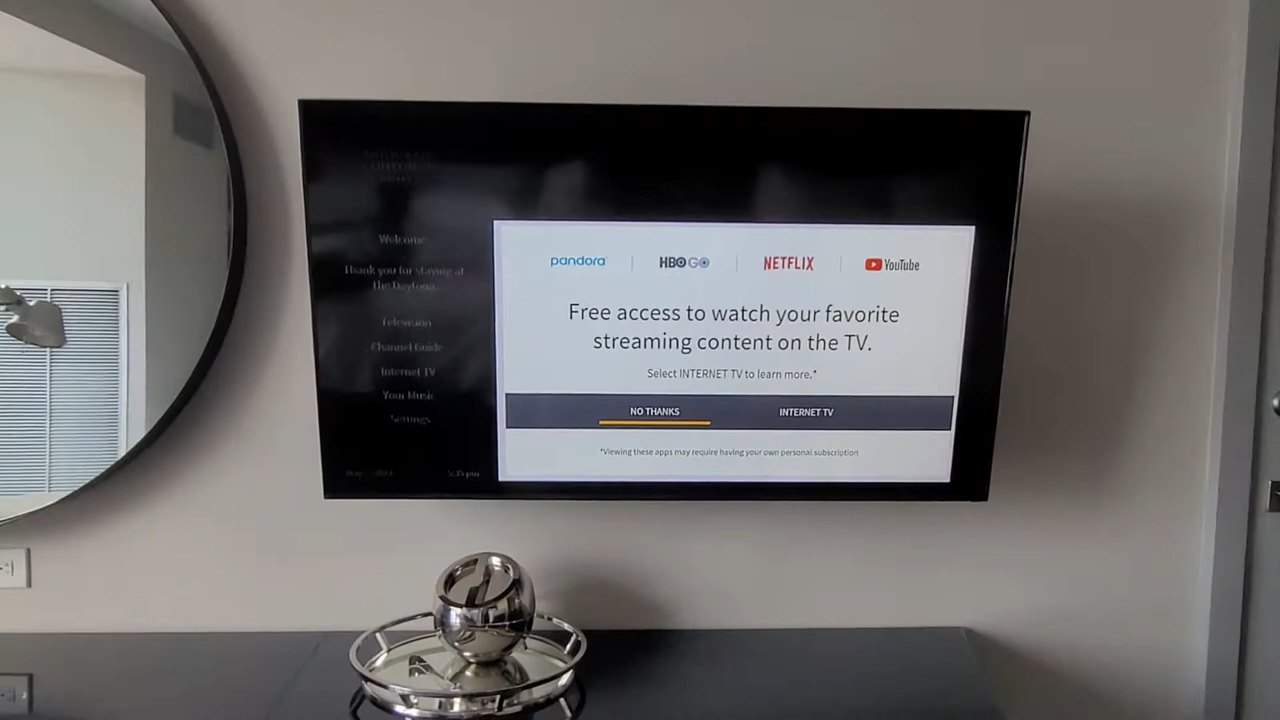 Welcome
Thank you for staying at
the Daytona.
Television
Channel Guide
Internet TV
Your Music
Settings
pandora
HBO GO
NETFLIX
YouTube
Free access to watch your favorite
streaming content on the TV.
Select INTERNET TV to learn more.*
NO THANKS
INTERNET TV
*Viewing these apps may require having your own personal subscription